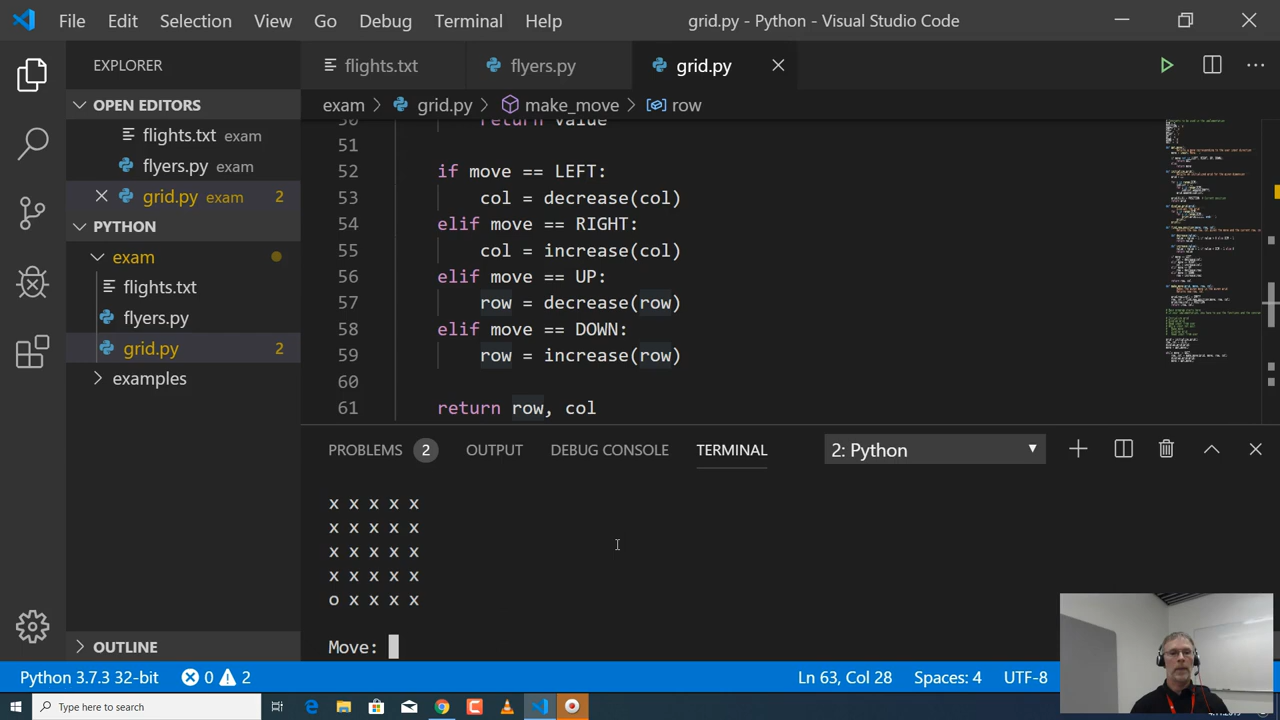 File Edit Selection View Go Debug Terminal Help grid.py - Python - Visual Studio Code
EXPLORER
flights.txt flyers.py grid.py
OPEN EDITORS
exam > grid.py > make_move > row
flights.txt exam
flyers.py exam
grid.py exam 2
PYTHON
exam
flights.txt
flyers.py
grid.py 2
examples
OUTLINE
50 return value
51
52 if move == LEFT:
53 col = decrease(col)
54 elif move == RIGHT:
55 col = increase(col)
56 elif move == UP:
57 row = decrease(row)
58 elif move == DOWN:
59 row = increase(row)
60
61 return row, col
PROBLEMS 2 OUTPUT DEBUG CONSOLE TERMINAL 2: Python
x x x x x
x x x x x
x x x x x
x x x x x
o x x x x
Move:
Python 3.7.3 32-bit 0 2 Ln 63, Col 28 Spaces: 4 UTF-8
Type here to search